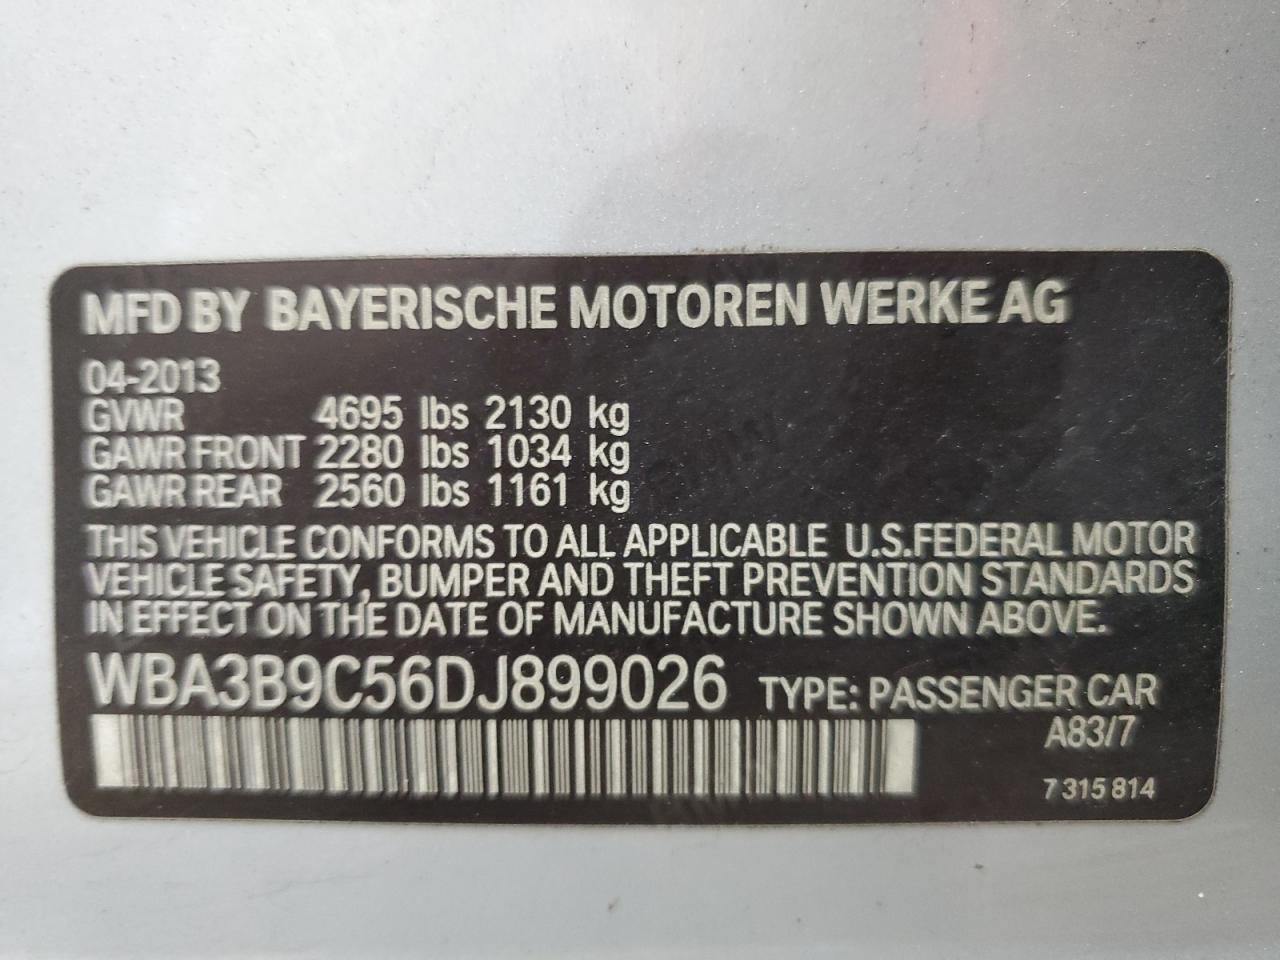 MFD BY BAYERISCHE MOTOREN WERKE AG
04-2013
GVWR 4695 lbs 2130 kg
GAWR FRONT 2280 lbs 1034 kg
GAWR REAR 2560 lbs 1161 kg
THIS VEHICLE CONFORMS TO ALL APPLICABLE U.S.FEDERAL MOTOR
VEHICLE SAFETY, BUMPER AND THEFT PREVENTION STANDARDS
IN EFFECT ON THE DATE OF MANUFACTURE SHOWN ABOVE.
WBA3B9C56DJ899026 TYPE: PASSENGER CAR
A83/7
7 315 814